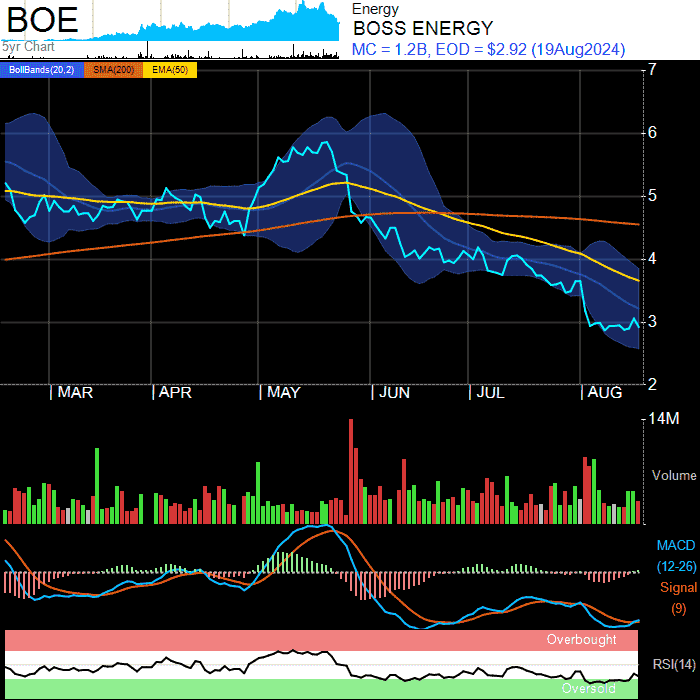 BOE
5yr Chart
Energy
BOSS ENERGY
MC = 1.2B, EOD = $2.92 (19Aug2024)
BollBands(20,2) SMA(200) EMA(50)
7
6
5
4
3
2
MAR APR MAY JUN JUL AUG
14M
Volume
MACD
(12-26)
Signal
(9)
Overbought
RSI(14)
Oversold